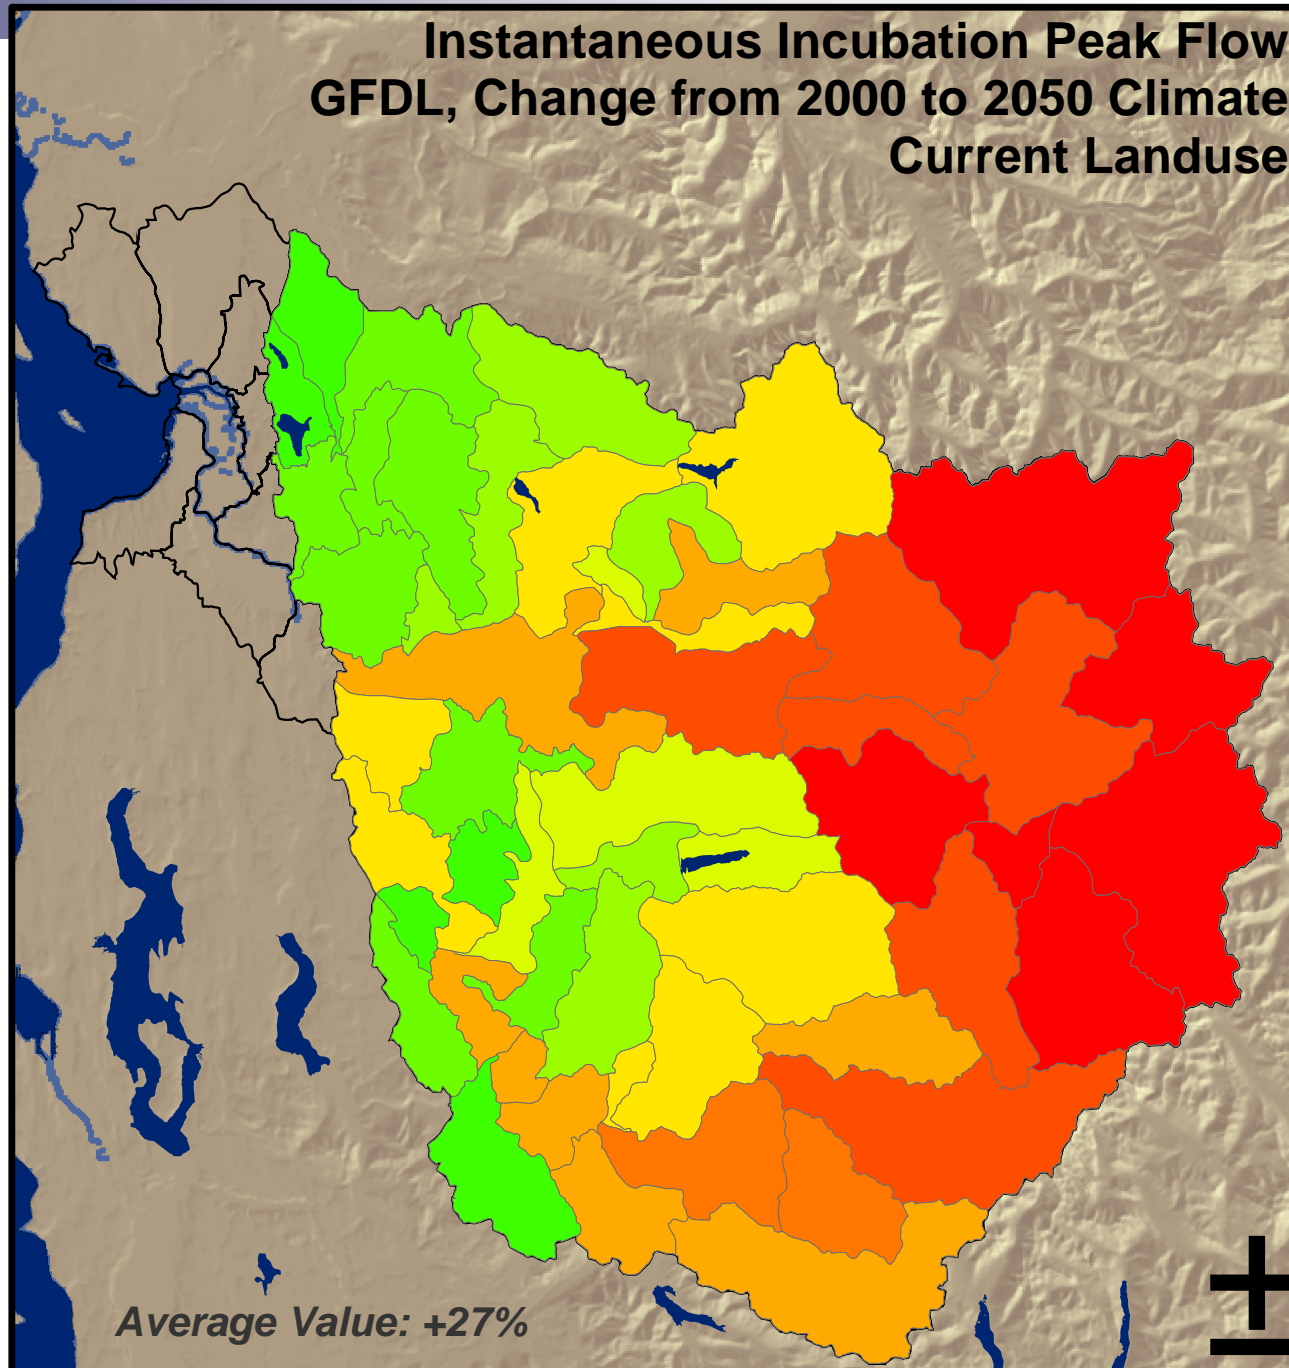 Instantaneous Incubation Peak Flow
GFDL, Change from 2000 to 2050 Climate
Current Landuse
Average Value: +27%